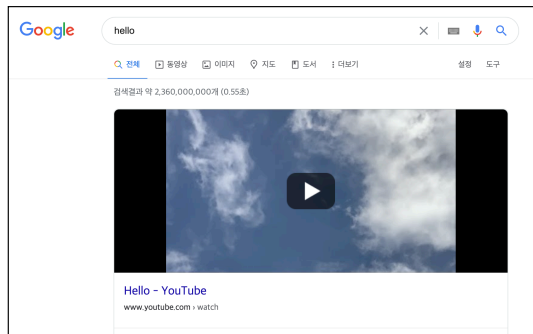 Google
hello
전체 동영상 이미지 지도 도서 더보기 설정 도구
검색결과 약 2,360,000,000개 (0.55초)
Hello - YouTube
www.youtube.com › watch